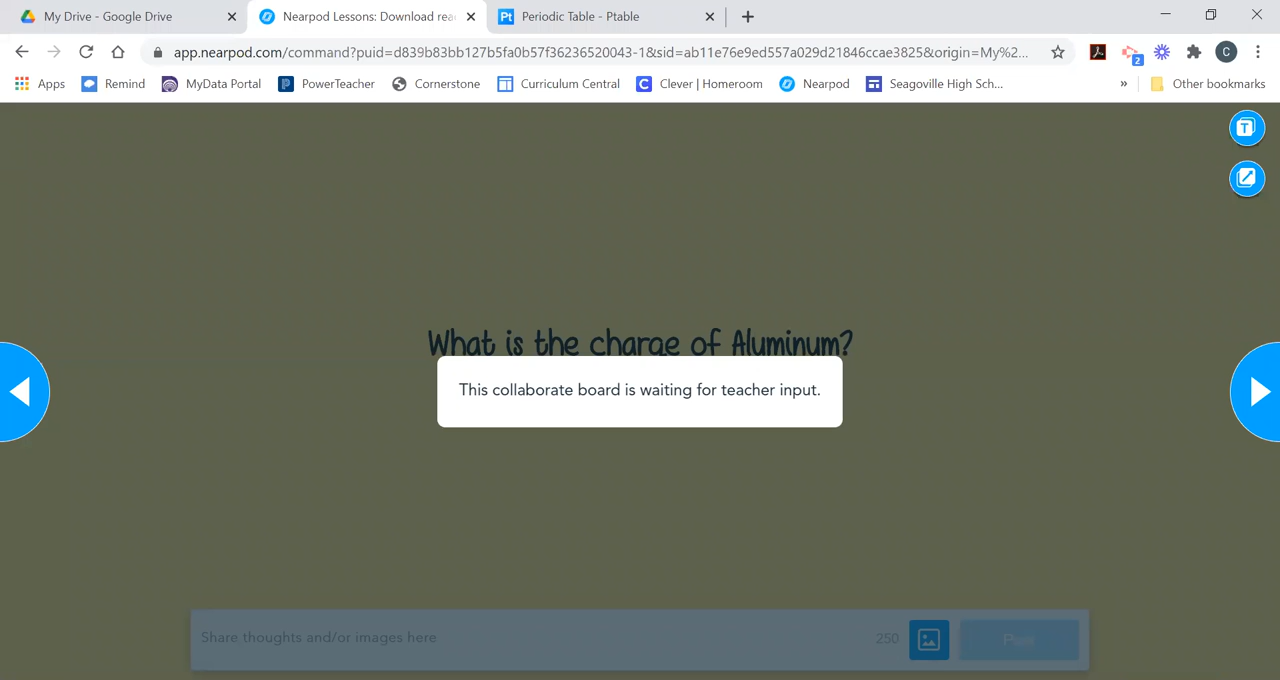 My Drive - Google Drive
Nearpod Lessons: Download rea
Periodic Table - Ptable
app.nearpod.com/command?puid=d839b83bb127b5fa0b57f36236520043-1&sid=ab11e76e9ed557a029d21846ccae3825&origin=My%2...
2
C
Apps
Remind
MyData Portal
PowerTeacher
Cornerstone
Curriculum Central
Clever | Homeroom
Nearpod
Seagoville High Sch...
»
Other bookmarks
T
What is the charge of Aluminum?
This collaborate board is waiting for teacher input.
Share thoughts and/or images here
250
Post